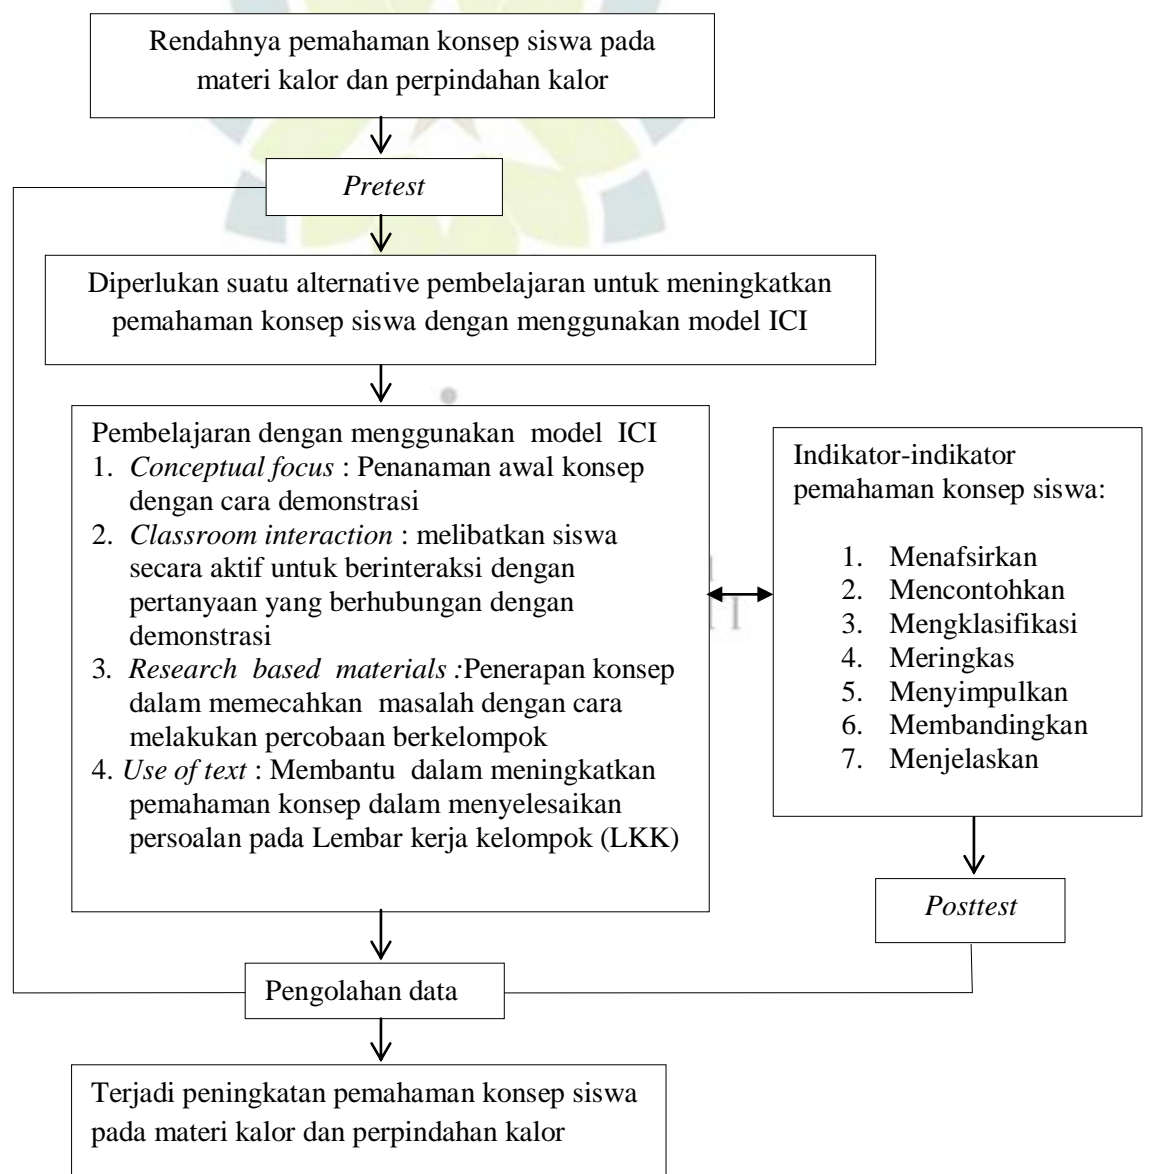 Rendahnya pemahaman konsep siswa pada
materi kalor dan perpindahan kalor
Pretest
Diperlukan suatu alternative pembelajaran untuk meningkatkan
pemahaman konsep siswa dengan menggunakan model ICI
Pembelajaran dengan menggunakan model ICI
1. Conceptual focus : Penanaman awal konsep
dengan cara demonstrasi
2. Classroom interaction : melibatkan siswa
secara aktif untuk berinteraksi dengan
pertanyaan yang berhubungan dengan
demonstrasi
3. Research based materials :Penerapan konsep
dalam memecahkan masalah dengan cara
melakukan percobaan berkelompok
4. Use of text : Membantu dalam meningkatkan
pemahaman konsep dalam menyelesaikan
persoalan pada Lembar kerja kelompok (LKK)
Indikator-indikator
pemahaman konsep siswa:
1. Menafsirkan
2. Mencontohkan
3. Mengklasifikasi
4. Meringkas
5. Menyimpulkan
6. Membandingkan
7. Menjelaskan
Posttest
Pengolahan data
Terjadi peningkatan pemahaman konsep siswa
pada materi kalor dan perpindahan kalor